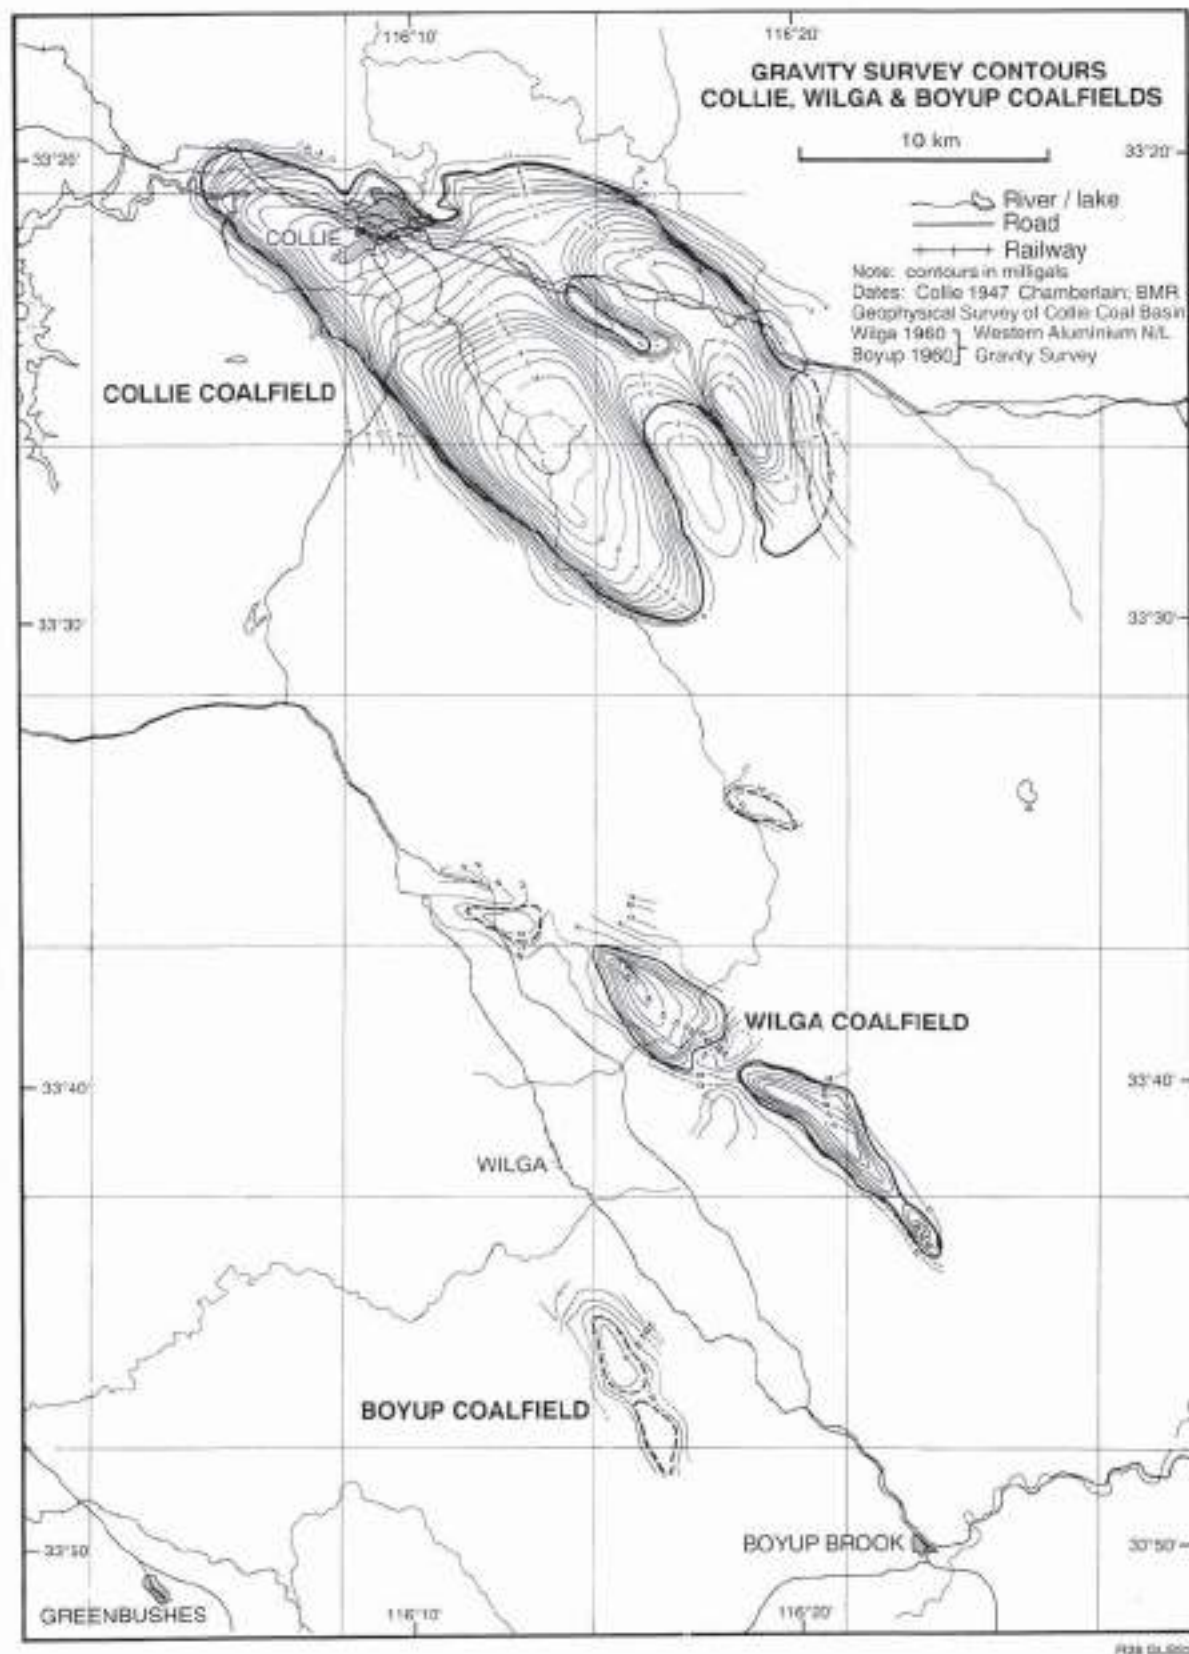 116°10'
116°20'
GRAVITY SURVEY CONTOURS
COLLIE, WILGA & BOYUP COALFIELDS
10 km
33°20'
33°20'
River / lake
Road
Railway
Note: contours in milligals
Dates: Collie 1947 Chamberlain; BMR
Geophysical Survey of Collie Coal Basin
Wilga 1960 Western Aluminium N/L
Boyup 1960 Gravity Survey
COLLIE
COLLIE COALFIELD
33°30'
33°30'
WILGA COALFIELD
33°40'
33°40'
WILGA
BOYUP COALFIELD
BOYUP BROOK
33°50'
33°50'
GREENBUSHES
116°10'
116°20'